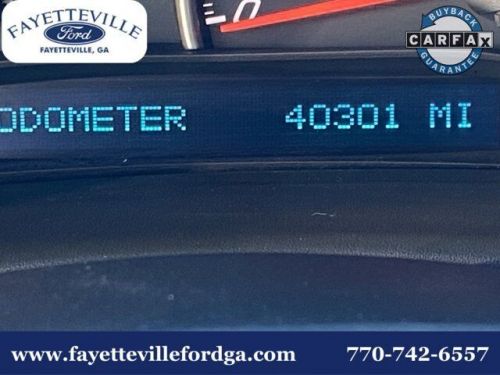 FAYETTEVILLE
Ford
FAYETTEVILLE, GA
BUYBACK
CARFAX
GUARANTEE
ODOMETER 40301 MI
www.fayettevillefordga.com 770-742-6557